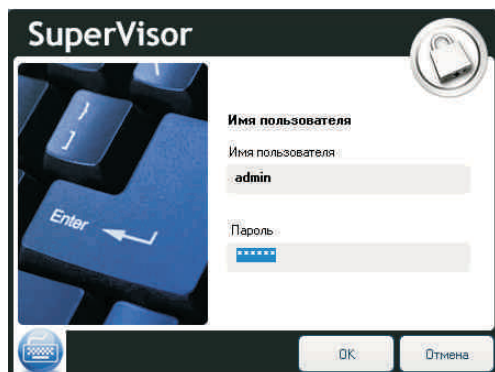 SuperVisor
Имя пользователя
Имя пользователя
admin
Пароль
******
}
]
Enter
OK
Отмена